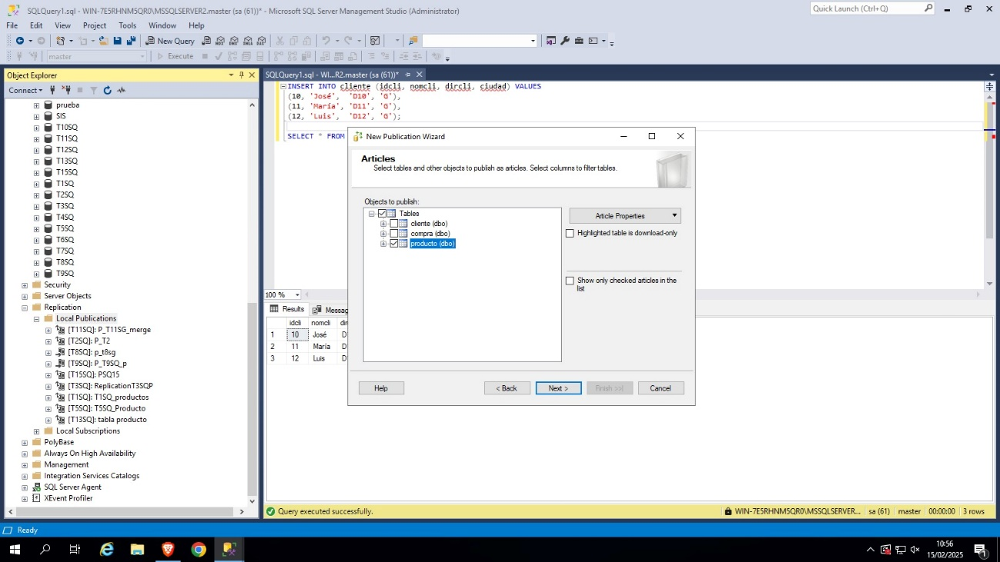 SQLQuery1.sql - WIN-7E5RHNM5QR0\MSSQLSERVER2.master (sa (61))* - Microsoft SQL Server Management Studio (Administrator)
Quick Launch (Ctrl+Q)
File Edit View Project Tools Window Help
New Query
master
Execute
Object Explorer
SQLQuery1.sql - WI...R2.master (sa (61))*
Connect
prueba
SIS
T10SQ
T11SQ
T12SQ
T13SQ
T15SQ
T1SQ
T2SQ
T3SQ
T4SQ
T5SQ
T6SQ
T7SQ
T8SQ
T9SQ
Security
Server Objects
Replication
Local Publications
[T11SQ]: P_T11SG_merge
[T2SQ]: P_T2
[T8SQ]: p_t8sg
[T9SQ]: P_T9SQ_p
[T15SQ]: PSQ15
[T3SQ]: ReplicationT3SQP
[T1SQ]: T1SQ_productos
[T5SQ]: T5SQ_Producto
[T13SQ]: tabla producto
Local Subscriptions
PolyBase
Always On High Availability
Management
Integration Services Catalogs
SQL Server Agent
XEvent Profiler
INSERT INTO cliente (idcli, nomcli, dircli, ciudad) VALUES
(10, 'José', 'D10', 'G'),
(11, 'María', 'D11', 'G'),
(12, 'Luis', 'D12', 'G');
SELECT * FROM
New Publication Wizard
Articles
Select tables and other objects to publish as articles. Select columns to filter tables.
Objects to publish:
Tables
cliente (dbo)
compra (dbo)
producto (dbo)
Article Properties
Highlighted table is download-only
Show only checked articles in the
list
Help
< Back
Next >
Finish >>|
Cancel
100 %
Results Messag
idcli nomcli di
1 10 José D
2 11 María D
3 12 Luis D
Query executed successfully.
WIN-7E5RHNM5QR0\MSSQLSERVER... sa (61) master 00:00:00 3 rows
Ready
10:56
15/02/2025
1